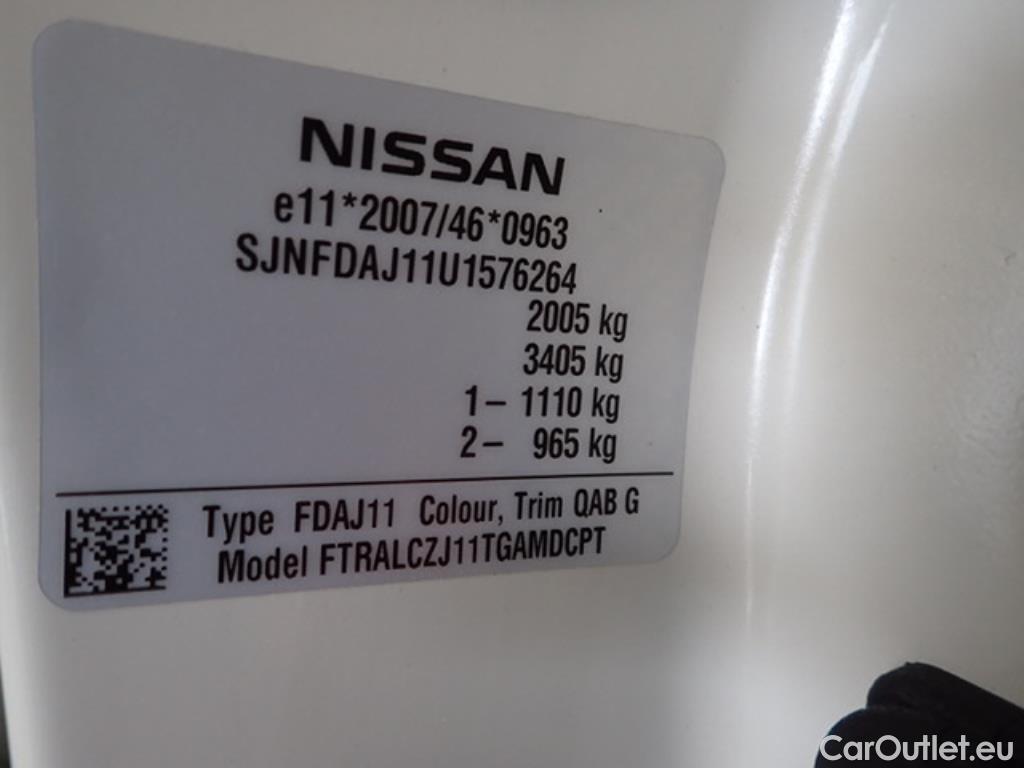 NISSAN
e11*2007/46*0963
SJNFDAJ11U1576264
2005 kg
3405 kg
1– 1110 kg
2– 965 kg
Type FDAJ11 Colour, Trim QAB G
Model FTRALCZJ11TGAMDCPT
CarOutlet.eu